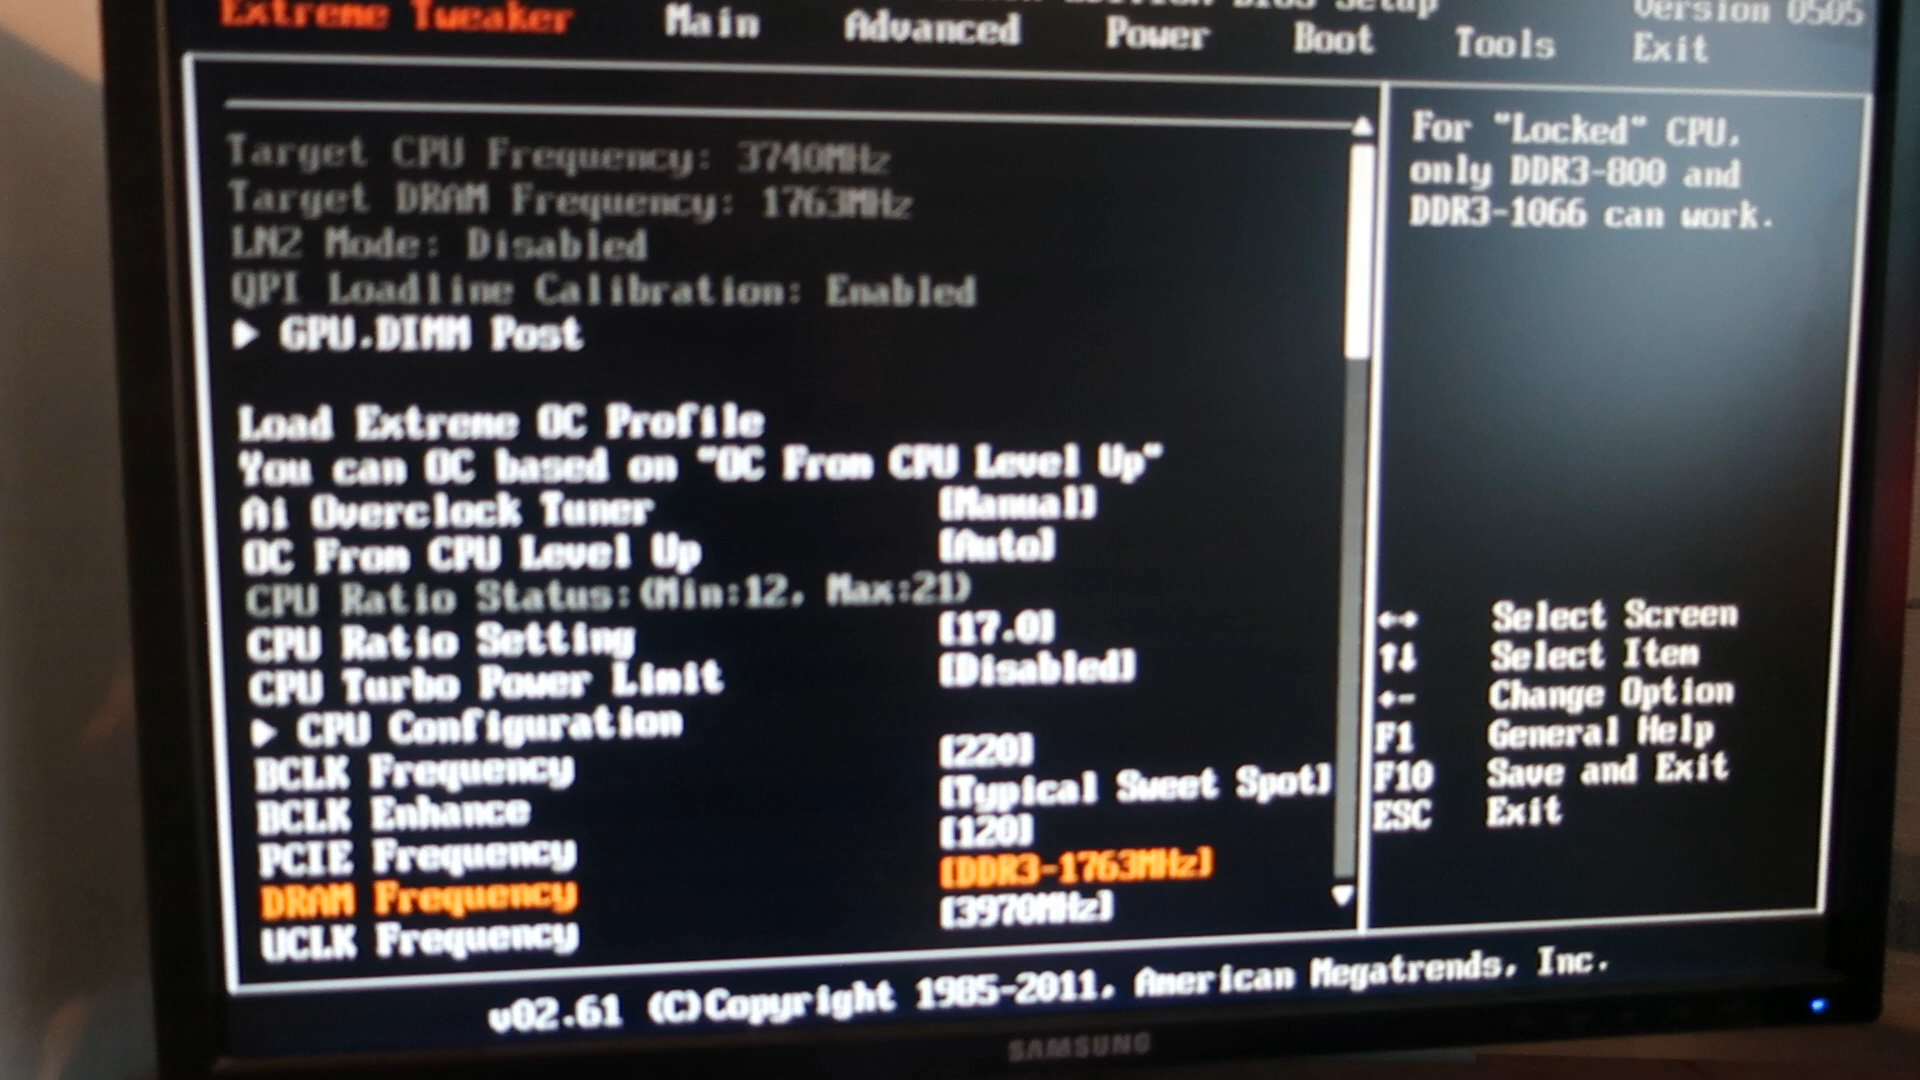 BIOS Setup
Version 0505
Extreme Tweaker Main Advanced Power Boot Tools Exit
Target CPU Frequency: 3740MHz
Target DRAM Frequency: 1763MHz
LN2 Mode: Disabled
QPI Loadline Calibration: Enabled
GPU.DIMM Post
Load Extreme OC Profile
You can OC based on "OC From CPU Level Up"
Ai Overclock Tuner [Manual]
OC From CPU Level Up [Auto]
CPU Ratio Status:(Min:12, Max:21)
CPU Ratio Setting [17.0]
CPU Turbo Power Limit [Disabled]
CPU Configuration
BCLK Frequency [220]
BCLK Enhance [Typical Sweet Spot]
PCIE Frequency [120]
DRAM Frequency [DDR3-1763MHz]
UCLK Frequency [3970MHz]
For "Locked" CPU,
only DDR3-800 and
DDR3-1066 can work.
←→ Select Screen
↑↓ Select Item
+- Change Option
F1 General Help
F10 Save and Exit
ESC Exit
v02.61 (C)Copyright 1985-2011, American Megatrends, Inc.
SAMSUNG